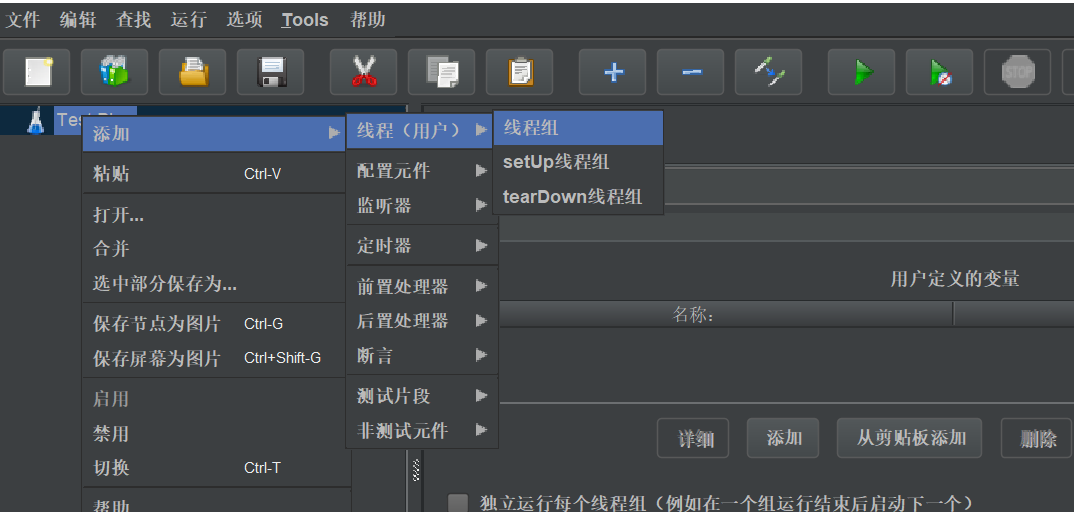 文件 编辑 查找 运行 选项 Tools 帮助
STOP
Tes
添加
粘贴 Ctrl-V
打开...
合并
选中部分保存为...
保存节点为图片 Ctrl-G
保存屏幕为图片 Ctrl+Shift-G
启用
禁用
切换 Ctrl-T
帮助
线程（用户）
配置元件
监听器
定时器
前置处理器
后置处理器
断言
测试片段
非测试元件
线程组
setUp线程组
tearDown线程组
用户定义的变量
名称:
详细 添加 从剪贴板添加 删除
独立运行每个线程组（例如在一个组运行结束后启动下一个）